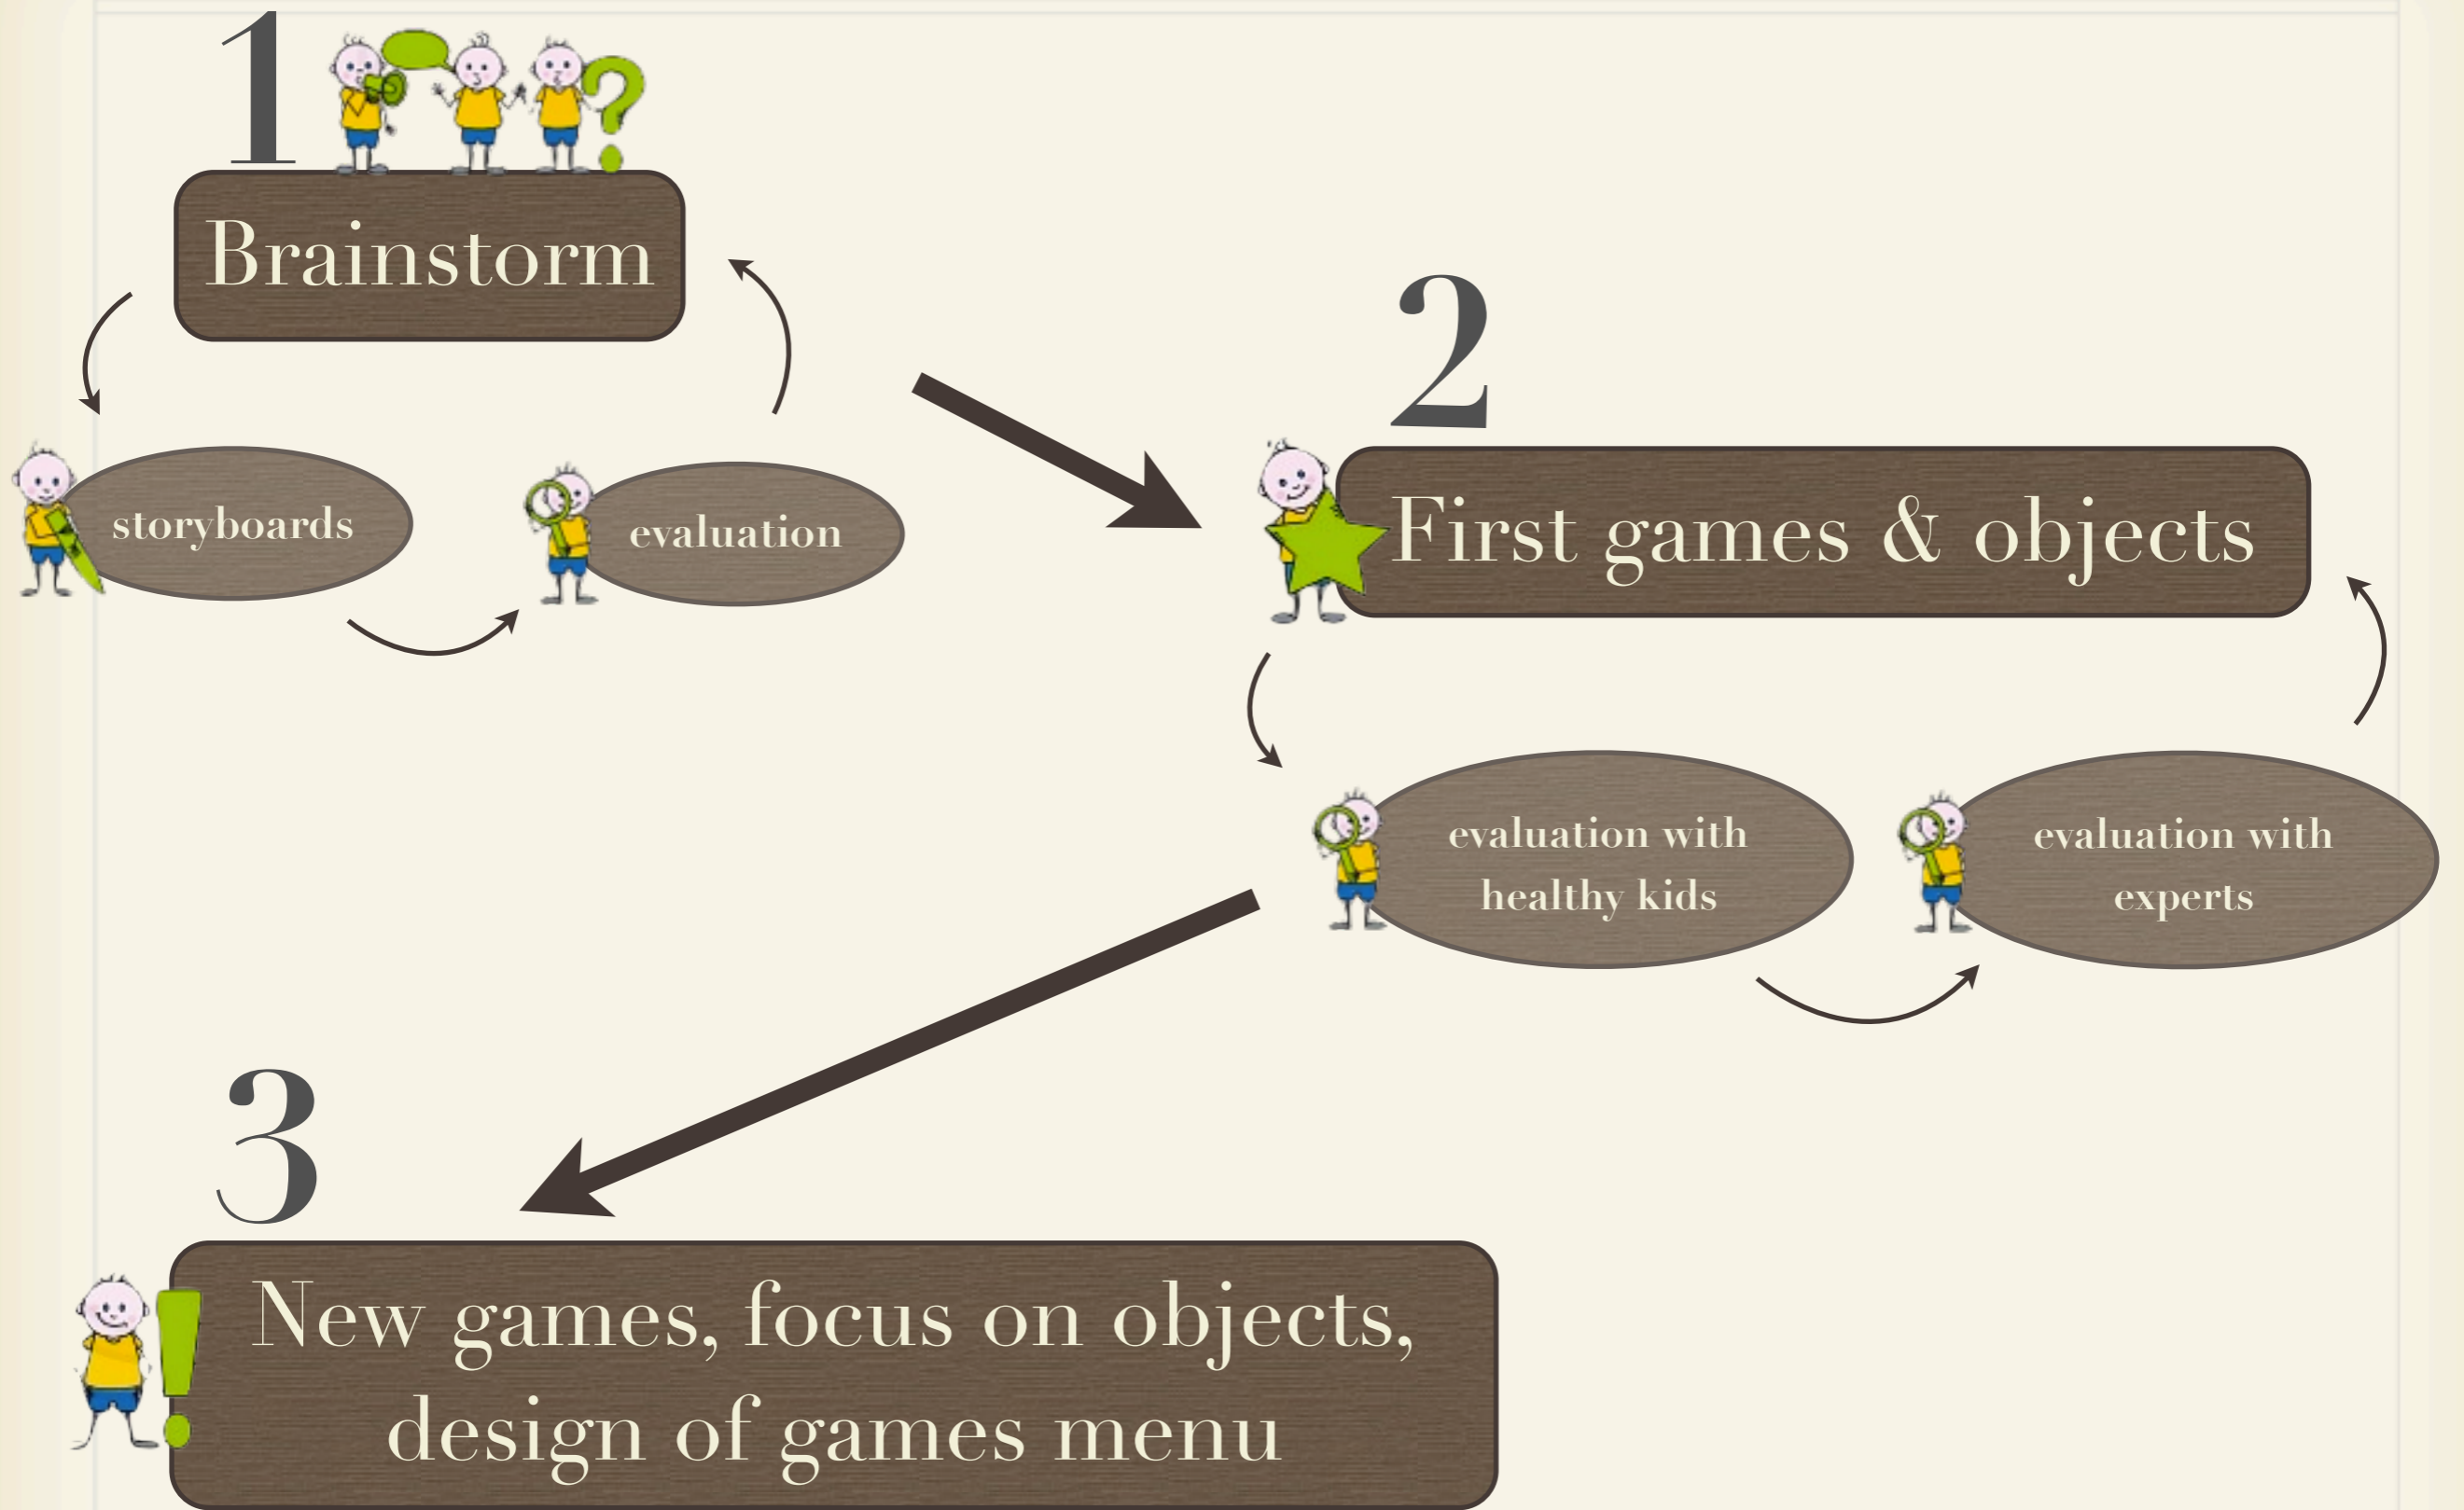 1
Brainstorm
storyboards
evaluation
2
First games & objects
evaluation with
healthy kids
evaluation with
experts
3
New games, focus on objects,
design of games menu